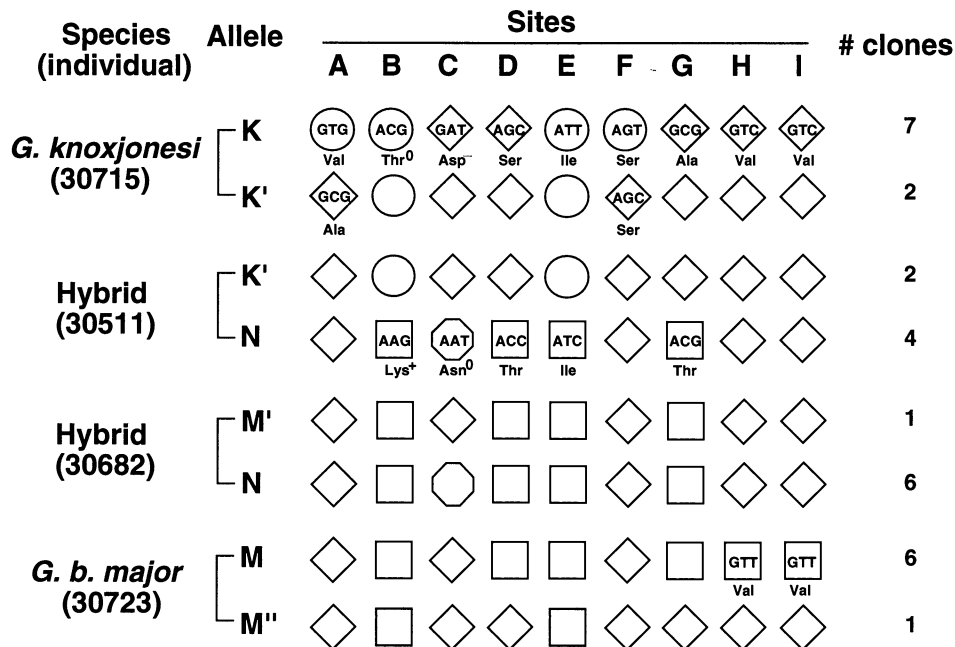 Sites
Species Allele # clones
(individual) A B C D E F G H I
G. knoxjonesi K GTG ACG GAT AGC ATT AGT GCG GTC GTC 7
(30715) Val Thr⁰ Asp⁻ Ser Ile Ser Ala Val Val
K' GCG AGC 2
Ala Ser
Hybrid K' 2
(30511) N AAG AAT ACC ATC ACG 4
Lys⁺ Asn⁰ Thr Ile Thr
Hybrid M' 1
(30682) N 6
G. b. major M GTT GTT 6
(30723) Val Val
M'' 1